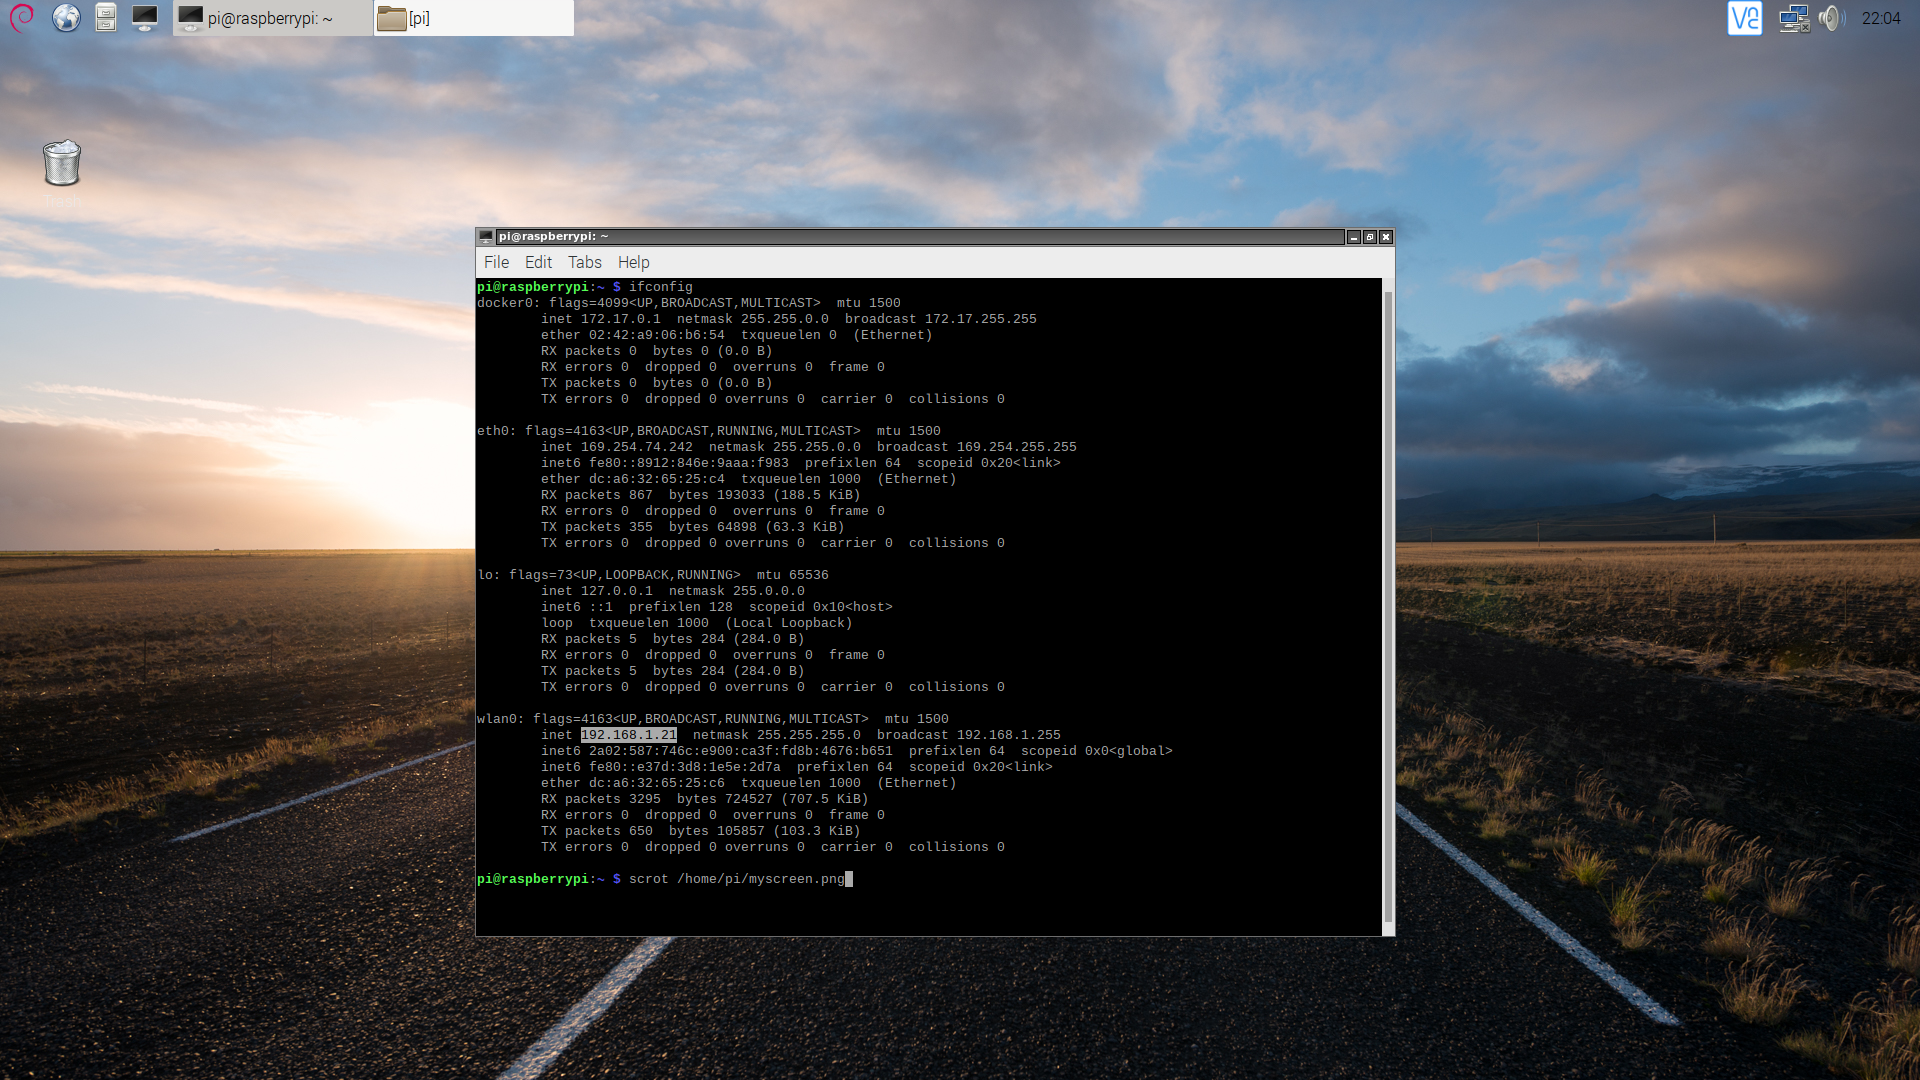 pi@raspberrypi: ~
[pi]
22:04
Trash
pi@raspberrypi: ~
File Edit Tabs Help
pi@raspberrypi:~ $ ifconfig
docker0: flags=4099<UP,BROADCAST,MULTICAST>  mtu 1500
        inet 172.17.0.1  netmask 255.255.0.0  broadcast 172.17.255.255
        ether 02:42:a9:06:b6:54  txqueuelen 0  (Ethernet)
        RX packets 0  bytes 0 (0.0 B)
        RX errors 0  dropped 0  overruns 0  frame 0
        TX packets 0  bytes 0 (0.0 B)
        TX errors 0  dropped 0 overruns 0  carrier 0  collisions 0
eth0: flags=4163<UP,BROADCAST,RUNNING,MULTICAST>  mtu 1500
        inet 169.254.74.242  netmask 255.255.0.0  broadcast 169.254.255.255
        inet6 fe80::8912:846e:9aaa:f983  prefixlen 64  scopeid 0x20<link>
        ether dc:a6:32:65:25:c4  txqueuelen 1000  (Ethernet)
        RX packets 867  bytes 193033 (188.5 KiB)
        RX errors 0  dropped 0  overruns 0  frame 0
        TX packets 355  bytes 64898 (63.3 KiB)
        TX errors 0  dropped 0 overruns 0  carrier 0  collisions 0
lo: flags=73<UP,LOOPBACK,RUNNING>  mtu 65536
        inet 127.0.0.1  netmask 255.0.0.0
        inet6 ::1  prefixlen 128  scopeid 0x10<host>
        loop  txqueuelen 1000  (Local Loopback)
        RX packets 5  bytes 284 (284.0 B)
        RX errors 0  dropped 0  overruns 0  frame 0
        TX packets 5  bytes 284 (284.0 B)
        TX errors 0  dropped 0 overruns 0  carrier 0  collisions 0
wlan0: flags=4163<UP,BROADCAST,RUNNING,MULTICAST>  mtu 1500
        inet 192.168.1.21  netmask 255.255.255.0  broadcast 192.168.1.255
        inet6 2a02:587:746c:e900:ca3f:fd8b:4676:b651  prefixlen 64  scopeid 0x0<global>
        inet6 fe80::e37d:3d8:1e5e:2d7a  prefixlen 64  scopeid 0x20<link>
        ether dc:a6:32:65:25:c6  txqueuelen 1000  (Ethernet)
        RX packets 3295  bytes 724527 (707.5 KiB)
        RX errors 0  dropped 0  overruns 0  frame 0
        TX packets 650  bytes 105857 (103.3 KiB)
        TX errors 0  dropped 0 overruns 0  carrier 0  collisions 0
pi@raspberrypi:~ $ scrot /home/pi/myscreen.png